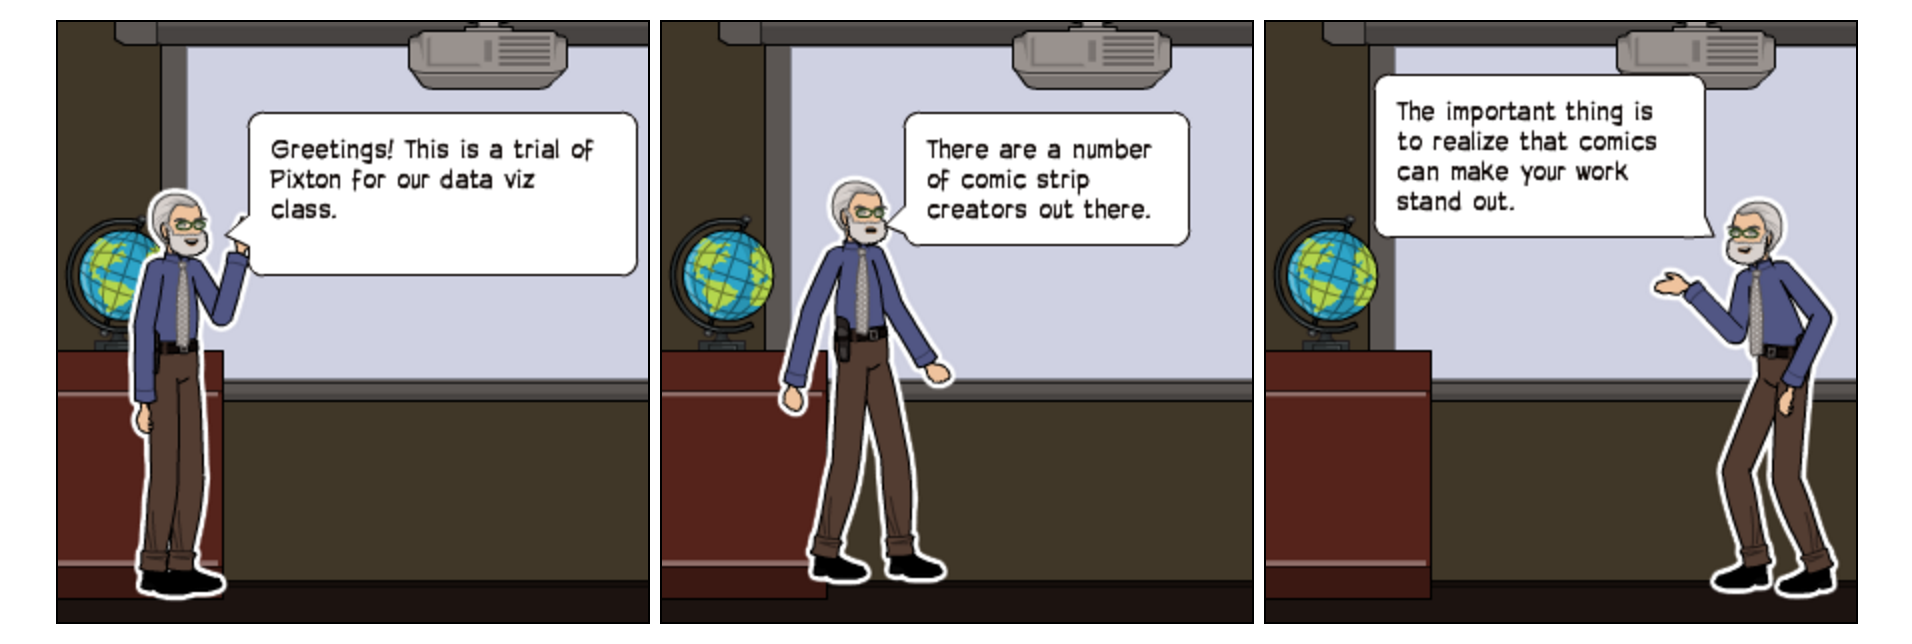 Greetings! This is a trial of
Pixton for our data viz
class.
There are a number
of comic strip
creators out there.
The important thing is
to realize that comics
can make your work
stand out.